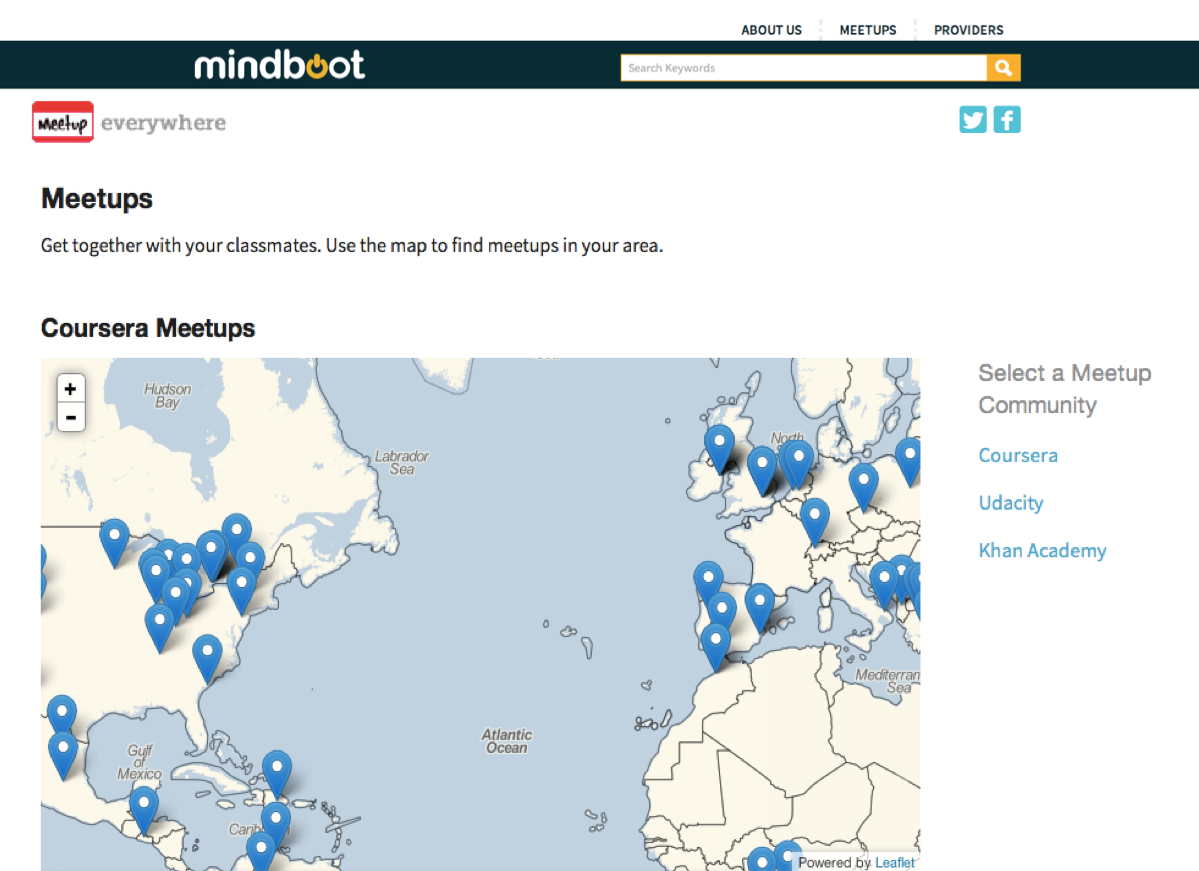 ABOUT US
MEETUPS
PROVIDERS
mindboot
Search Keywords
Meetup everywhere
Meetups
Get together with your classmates. Use the map to find meetups in your area.
Coursera Meetups
+
-
Hudson
Bay
Labrador
Sea
North
Mediterran
Sea
Atlantic
Ocean
Gulf
of
Mexico
Powered by Leaflet
Select a Meetup
Community
Coursera
Udacity
Khan Academy